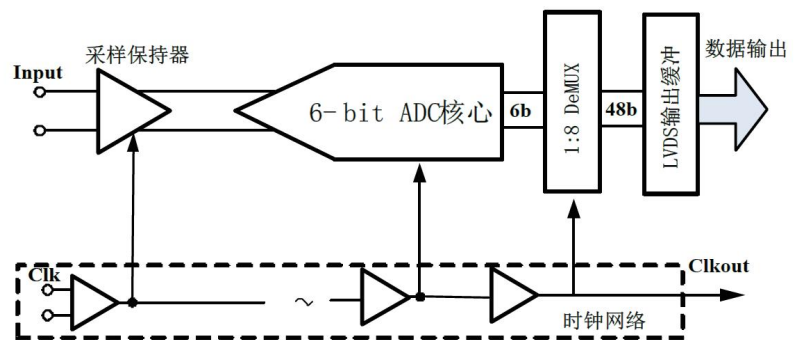 采样保持器
Input
6-bit ADC核心
6b
1:8 DeMUX
48b
LVDS输出缓冲
数据输出
Clk
~
Clkout
时钟网络